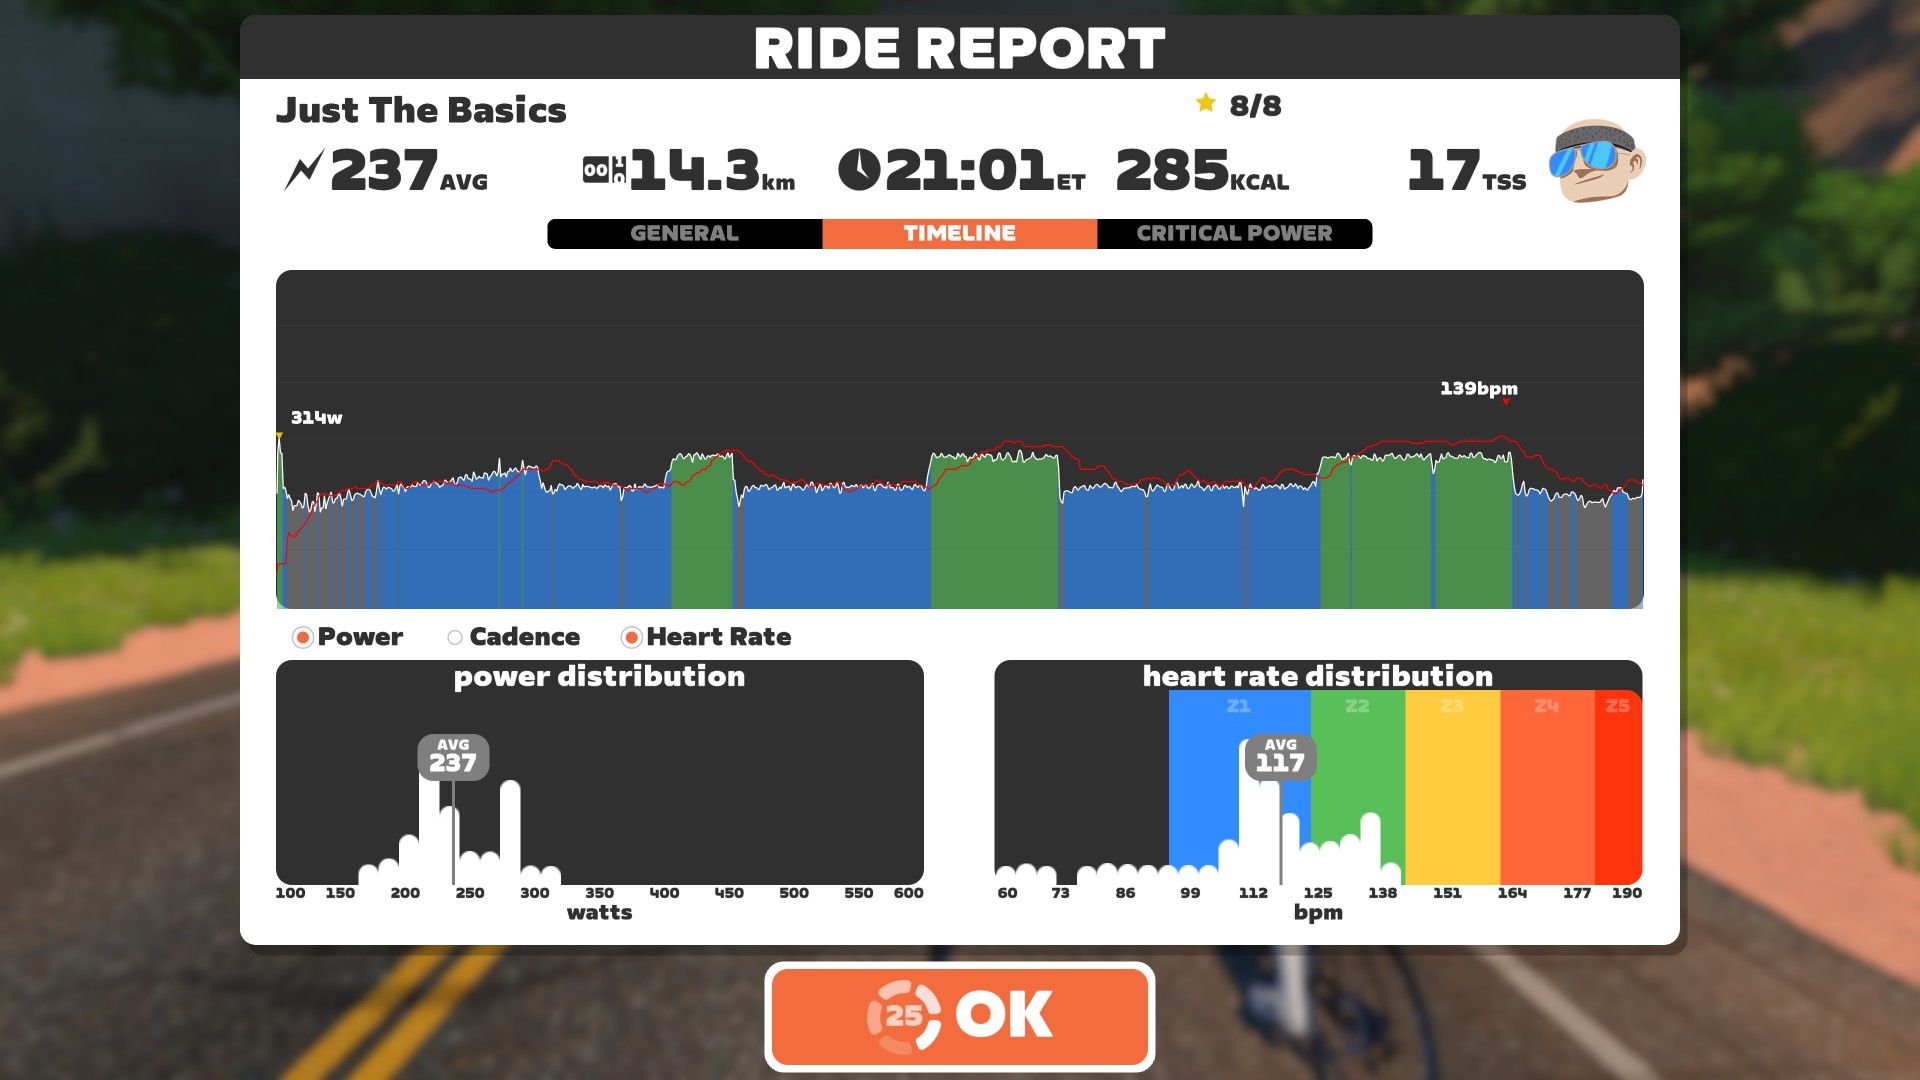 RIDE REPORT
Just The Basics
8/8
237AVG
14.3km
21:01ET
285KCAL
17TSS
GENERAL
TIMELINE
CRITICAL POWER
314w
139bpm
Power
Cadence
Heart Rate
power distribution
AVG
237
100 150 200 250 300 350 400 450 500 550 600
watts
heart rate distribution
Z1 Z2 Z3 Z4 Z5
AVG
117
60 73 86 99 112 125 138 151 164 177 190
bpm
25 OK